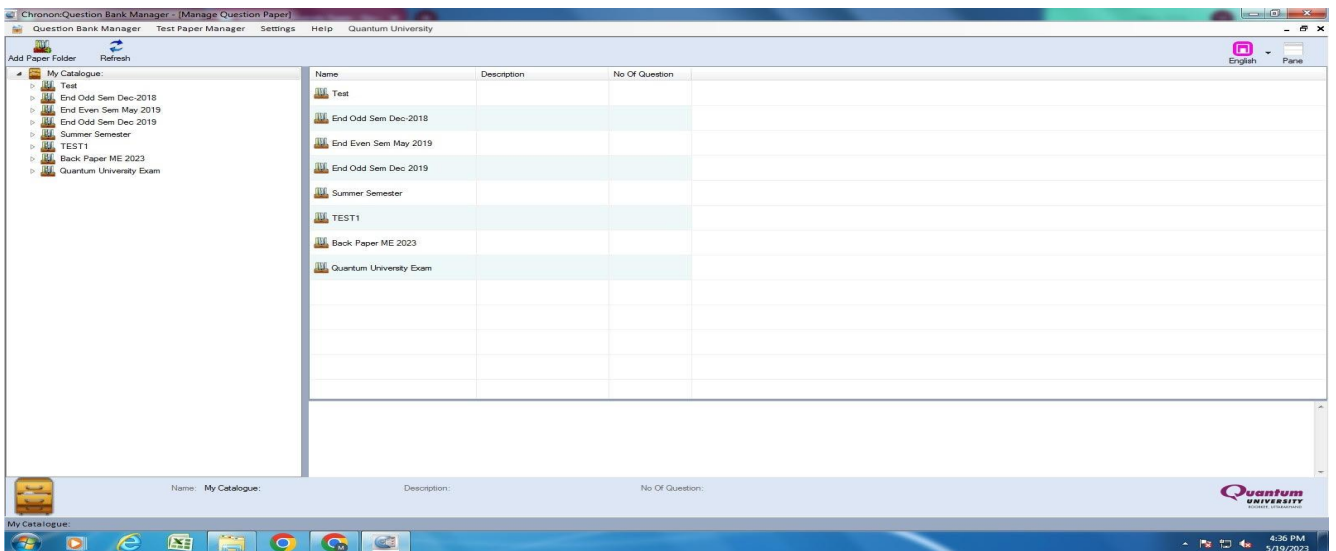 Chronon:Question Bank Manager - [Manage Question Paper]
Question Bank Manager Test Paper Manager Settings Help Quantum University
Add Paper Folder Refresh English Pane
My Catalogue:
Test
End Odd Sem Dec-2018
End Even Sem May 2019
End Odd Sem Dec 2019
Summer Semester
TEST1
Back Paper ME 2023
Quantum University Exam
Name Description No Of Question
Test
End Odd Sem Dec-2018
End Even Sem May 2019
End Odd Sem Dec 2019
Summer Semester
TEST1
Back Paper ME 2023
Quantum University Exam
Name: My Catalogue: Description: No Of Question:
Quantum
UNIVERSITY
My Catalogue:
4:36 PM
5/19/2023